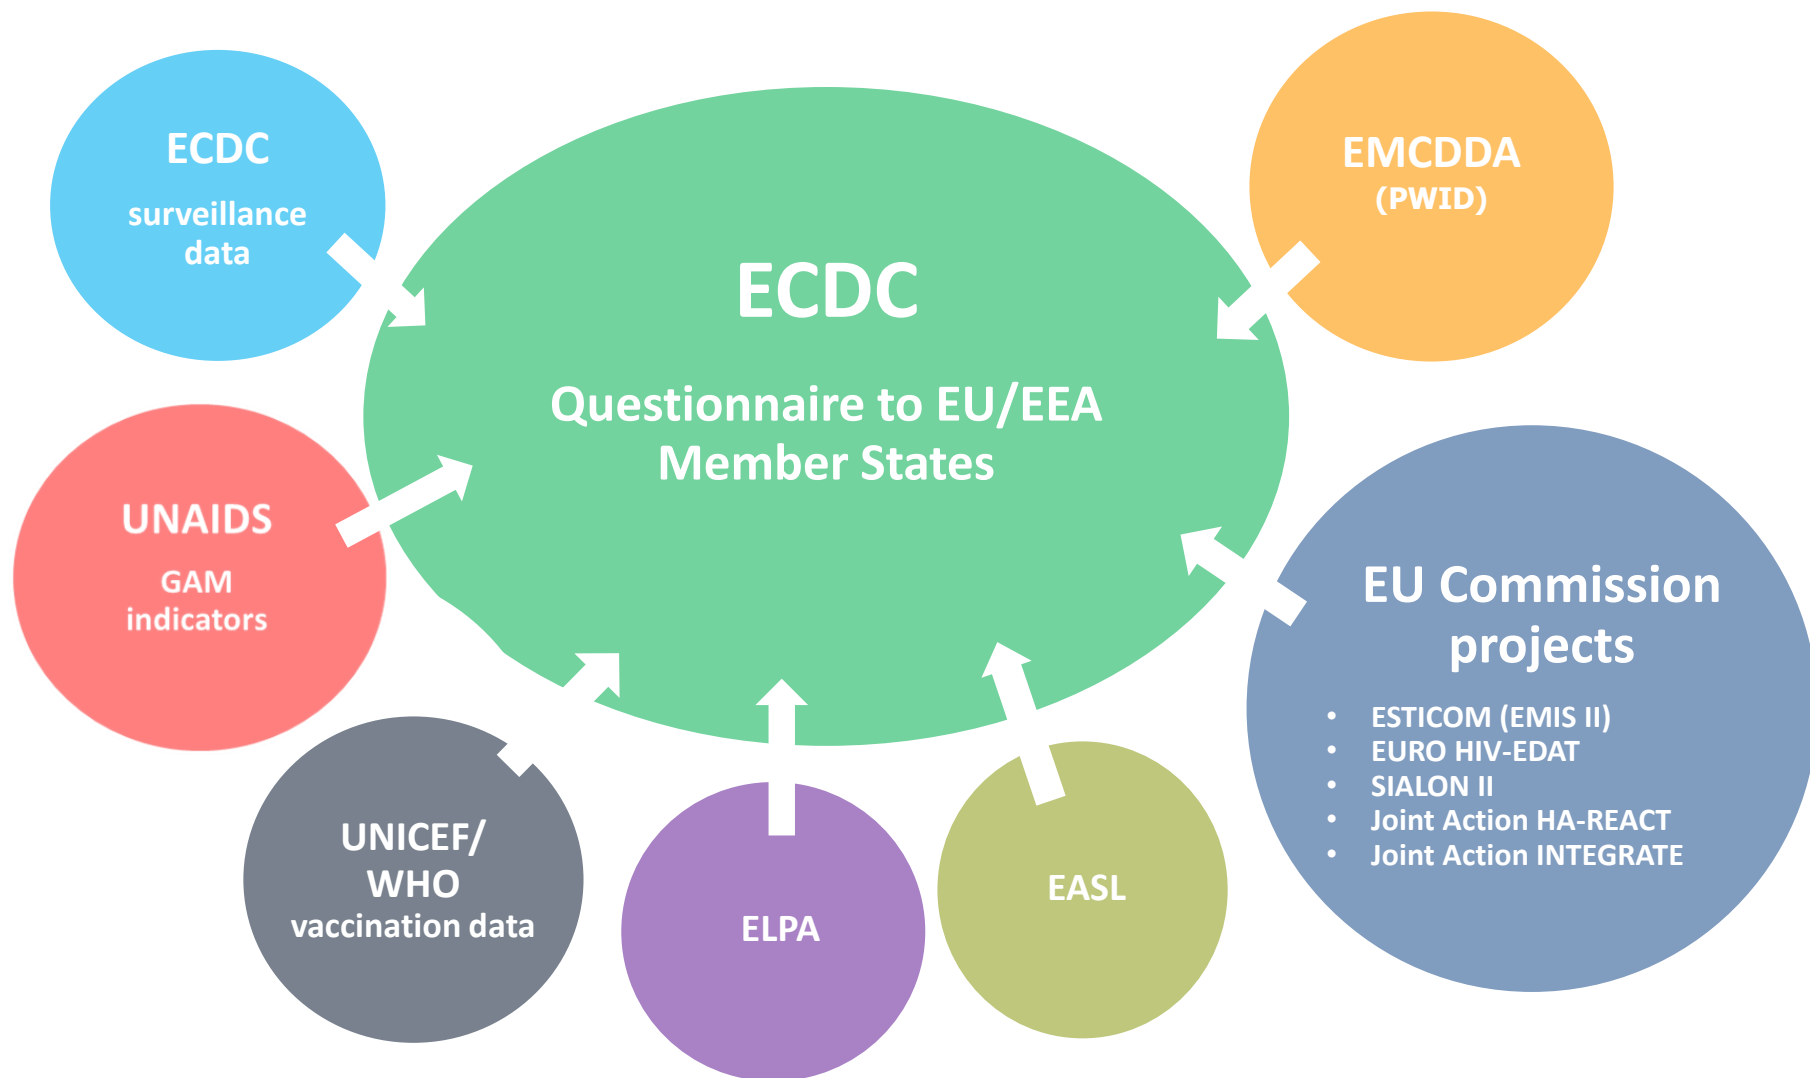 ECDC
surveillance
data
ECDC
Questionnaire to EU/EEA
Member States
EMCDDA
(PWID)
UNAIDS
GAM
indicators
EU Commission
projects
• ESTICOM (EMIS II)
• EURO HIV-EDAT
• SIALON II
• Joint Action HA-REACT
• Joint Action INTEGRATE
UNICEF/
WHO
vaccination data
ELPA
EASL